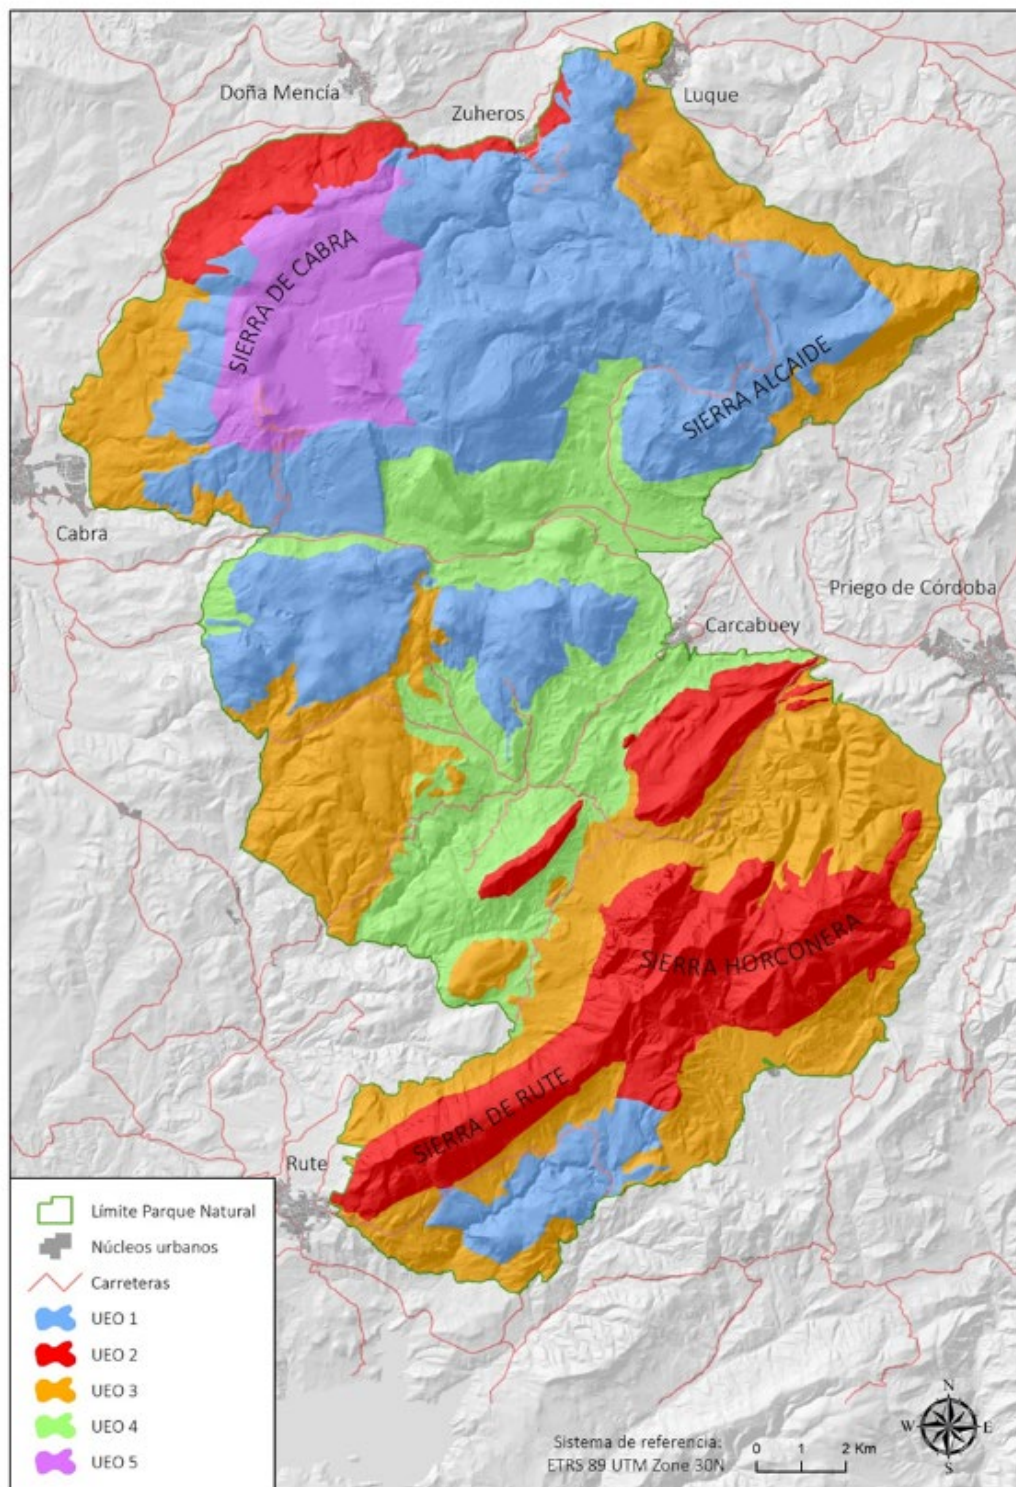 Doña Mencía
Luque
Zuheros
SIERRA DE CABRA
SIERRA ALCAIDE
Cabra
Priego de Córdoba
Carcabuey
SIERRA HORCONERA
SIERRA DE RUTE
Rute
Límite Parque Natural
Núcleos urbanos
Carreteras
UEO 1
UEO 2
UEO 3
UEO 4
UEO 5
Sistema de referencia:
ETRS 89 UTM Zone 30N
0 1 2 Km
N
W E
S